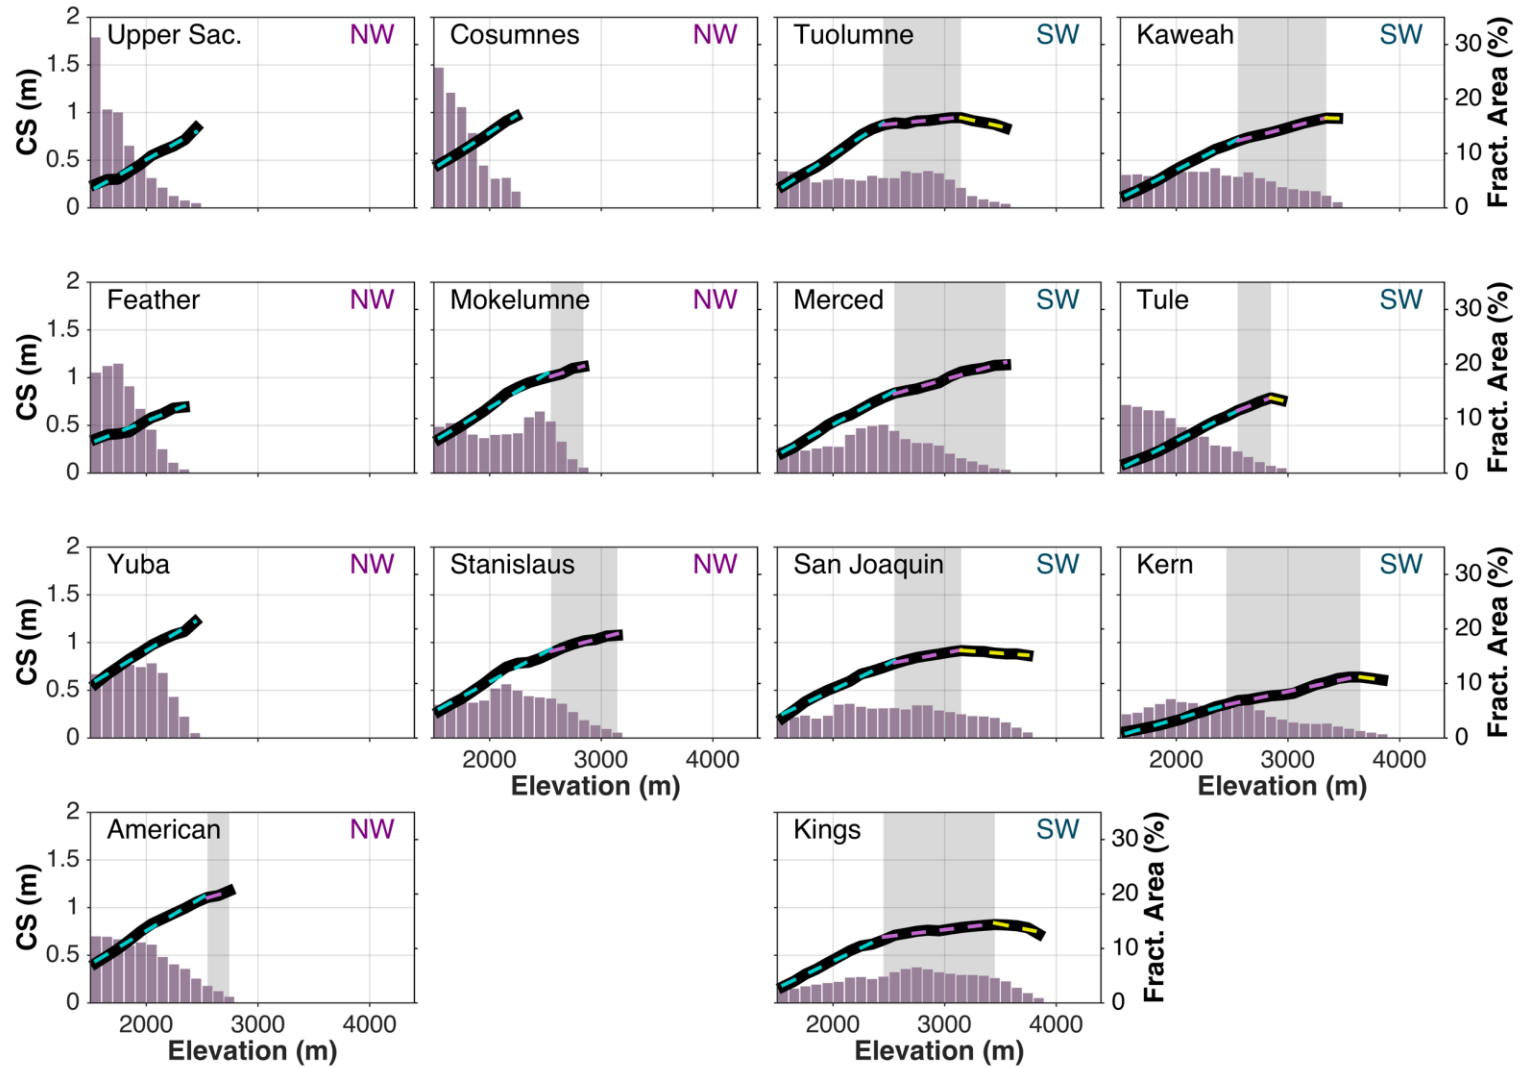 Upper Sac. NW
Cosumnes NW
Tuolumne SW
Kaweah SW
CS (m)
2
1.5
1
0.5
0
30
20
10
0
Fract. Area (%)
Feather NW
Mokelumne NW
Merced SW
Tule SW
CS (m)
2
1.5
1
0.5
0
30
20
10
0
Fract. Area (%)
Yuba NW
Stanislaus NW
San Joaquin SW
Kern SW
CS (m)
2
1.5
1
0.5
0
30
20
10
0
Fract. Area (%)
2000 3000 4000
Elevation (m)
2000 3000 4000
Elevation (m)
American NW
Kings SW
CS (m)
2
1.5
1
0.5
0
30
20
10
0
Fract. Area (%)
2000 3000 4000
Elevation (m)
2000 3000 4000
Elevation (m)